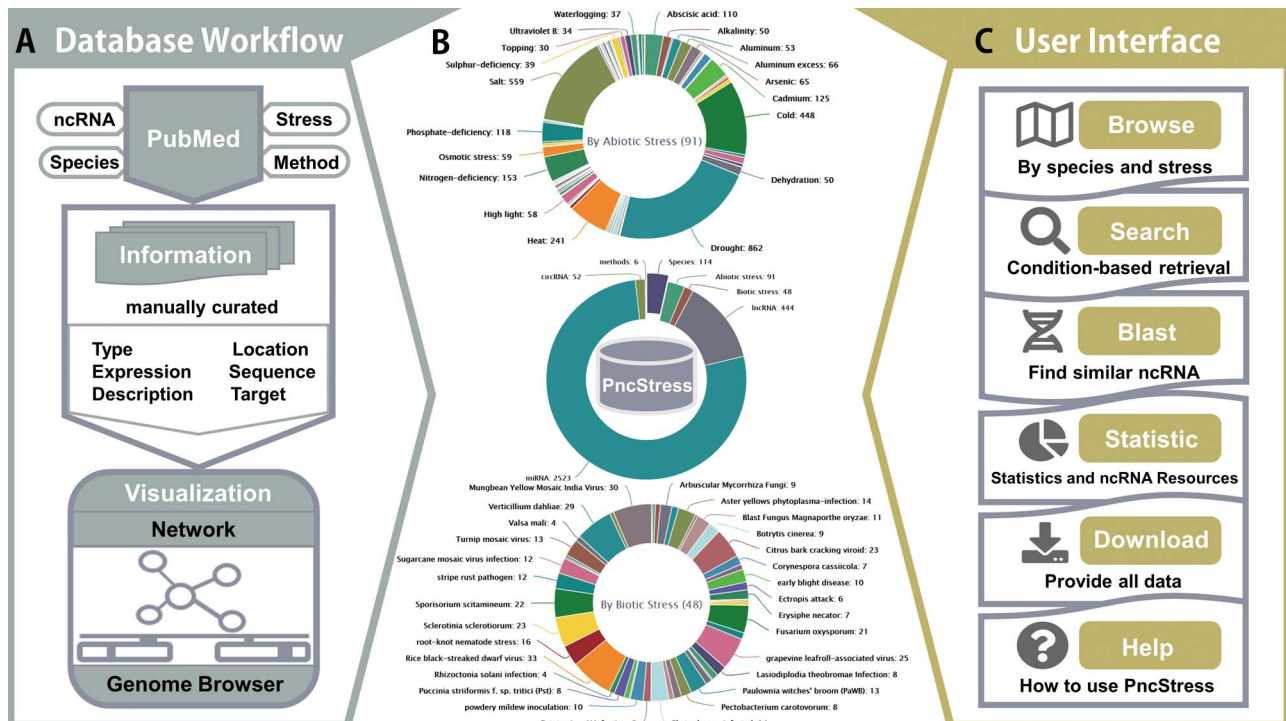 A Database Workflow
ncRNA
PubMed
Stress
Species
Method
Information
manually curated
Type
Location
Expression
Sequence
Description
Target
Visualization
Network
Genome Browser
B
Waterlogging: 37
Ultraviolet B: 34
Topping: 30
Sulphur-deficiency: 39
Salt: 559
Phosphate-deficiency: 118
Osmotic stress: 59
Nitrogen-deficiency: 153
High light: 58
Heat: 241
Abscisic acid: 110
Alkalinity: 50
Aluminum: 53
Aluminum excess: 66
Arsenic: 65
Cadmium: 125
Cold: 448
Dehydration: 50
Drought: 862
By Abiotic Stress (91)
methods: 6
circRNA: 52
Species: 114
Abiotic stress: 91
Biotic stress: 48
lncRNA: 444
PncStress
miRNA: 2523
Mungbean Yellow Mosaic India Virus: 30
Verticillium dahliae: 29
Valsa mali: 4
Turnip mosaic virus: 13
Sugarcane mosaic virus infection: 12
stripe rust pathogen: 12
Sporisorium scitamineum: 22
Sclerotinia sclerotiorum: 23
root-knot nematode stress: 16
Rice black-streaked dwarf virus: 33
Rhizoctonia solani infection: 4
Puccinia striiformis f. sp. tritici (Pst): 8
powdery mildew inoculation: 10
Arbuscular Mycorrhiza Fungi: 9
Aster yellows phytoplasma-infection: 14
Blast Fungus Magnaporthe oryzae: 11
Botrytis cinerea: 9
Citrus bark cracking viroid: 23
Corynespora cassiicola: 7
early blight disease: 10
Ectropis attack: 6
Erysiphe necator: 7
Fusarium oxysporum: 21
grapevine leafroll-associated virus: 25
Lasiodiplodia theobromae Infection: 8
Paulownia witches' broom (PaWB): 13
Pectobacterium carotovorum: 8
By Biotic Stress (48)
C User Interface
Browse
By species and stress
Search
Condition-based retrieval
Blast
Find similar ncRNA
Statistic
Statistics and ncRNA Resources
Download
Provide all data
Help
How to use PncStress